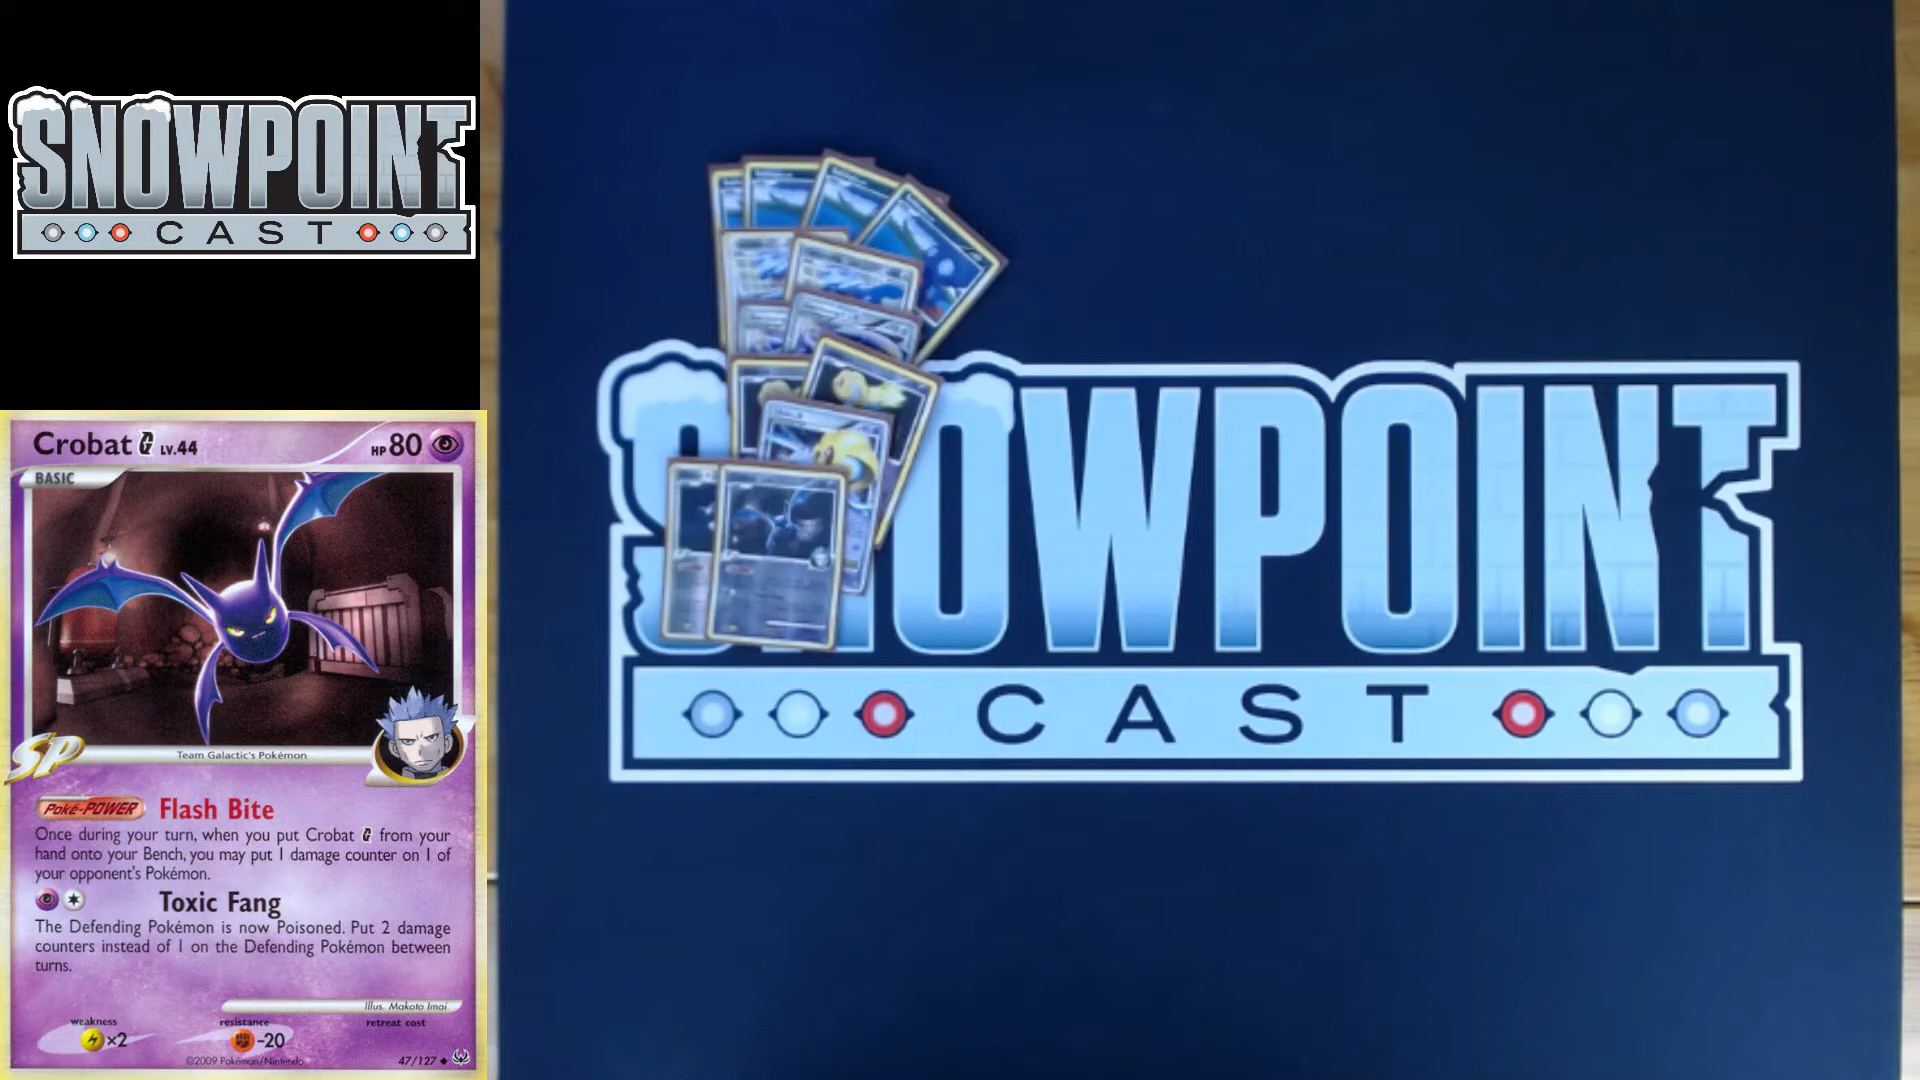 SNOWPOINT
CAST
Crobat G LV.44 HP 80
BASIC
SP
Team Galactic's Pokémon
Poké-POWER Flash Bite
Once during your turn, when you put Crobat G from your
hand onto your Bench, you may put 1 damage counter on 1 of
your opponent's Pokémon.
Toxic Fang
The Defending Pokémon is now Poisoned. Put 2 damage
counters instead of 1 on the Defending Pokémon between
turns.
Illus. Makoto Imai
weakness resistance retreat cost
×2 -20
©2009 Pokémon/Nintendo 47/127
SNOWPOINT
CAST